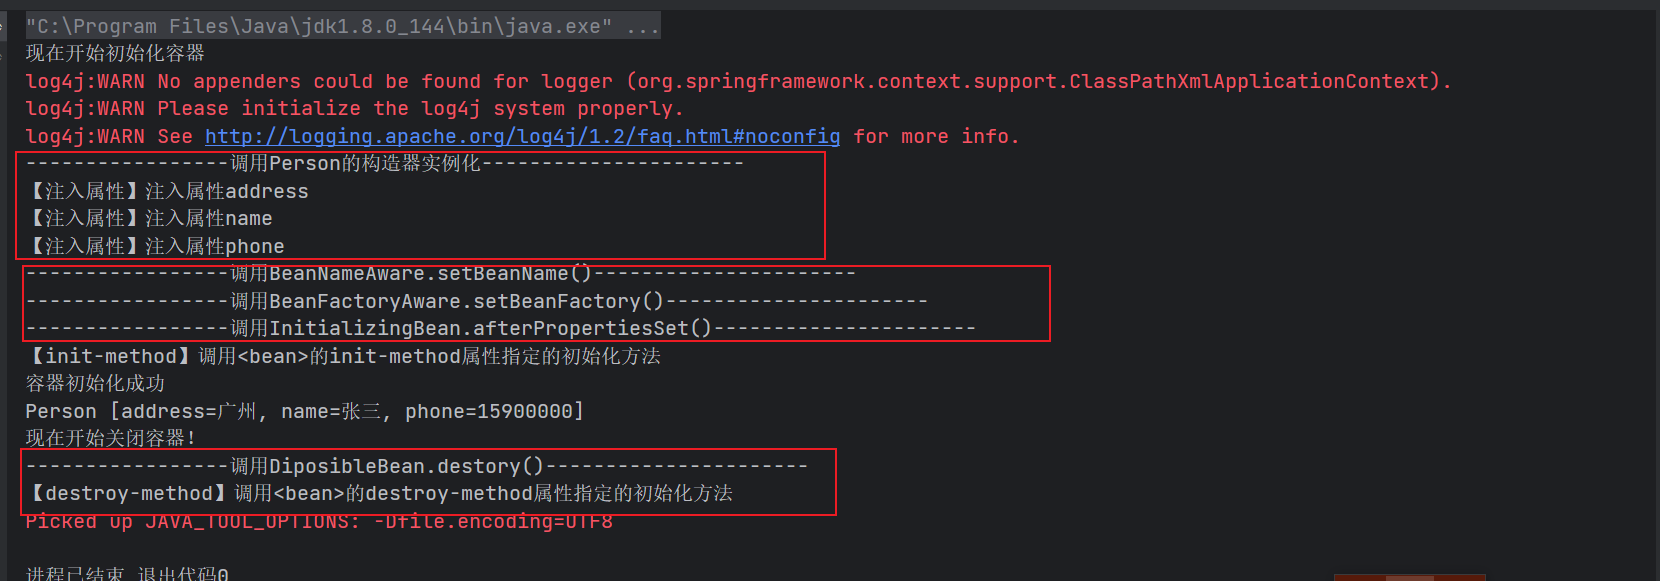 "C:\Program Files\Java\jdk1.8.0_144\bin\java.exe" ...
现在开始初始化容器
log4j:WARN No appenders could be found for logger (org.springframework.context.support.ClassPathXmlApplicationContext).
log4j:WARN Please initialize the log4j system properly.
log4j:WARN See http://logging.apache.org/log4j/1.2/faq.html#noconfig for more info.
-----------------调用Person的构造器实例化----------------------
【注入属性】注入属性address
【注入属性】注入属性name
【注入属性】注入属性phone
-----------------调用BeanNameAware.setBeanName()----------------------
-----------------调用BeanFactoryAware.setBeanFactory()----------------------
-----------------调用InitializingBean.afterPropertiesSet()----------------------
【init-method】调用<bean>的init-method属性指定的初始化方法
容器初始化成功
Person [address=广州, name=张三, phone=15900000]
现在开始关闭容器!
-----------------调用DiposibleBean.destory()----------------------
【destroy-method】调用<bean>的destroy-method属性指定的初始化方法
Picked up JAVA_TOOL_OPTIONS: -Dfile.encoding=UTF8
进程已结束,退出代码0